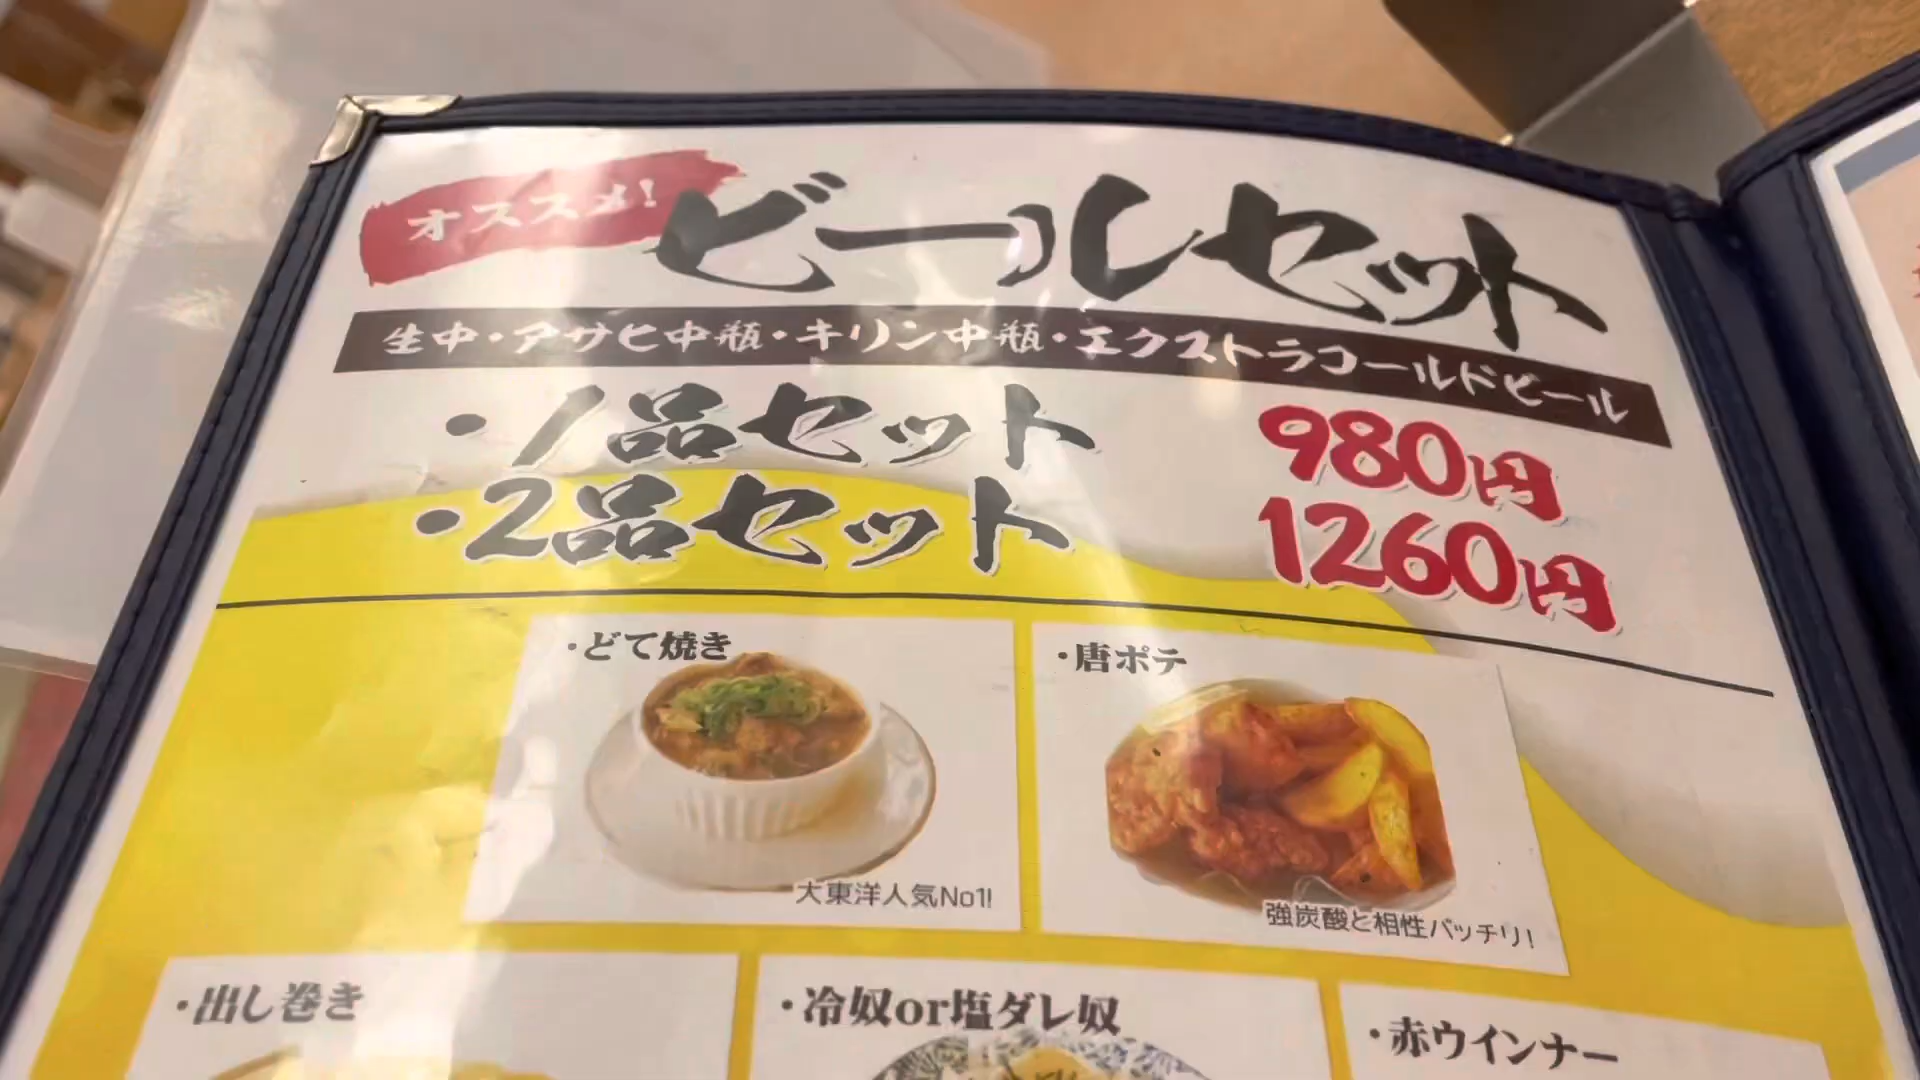 オススメ! ビールセット
生中・アサヒ中瓶・キリン中瓶・エクストラコールドビール
・1品セット 980円
・2品セット 1260円
・どて焼き
大東洋人気No1!
・唐ポテ
強炭酸と相性バッチリ!
・出し巻き
・冷奴or塩ダレ奴
・赤ウインナー